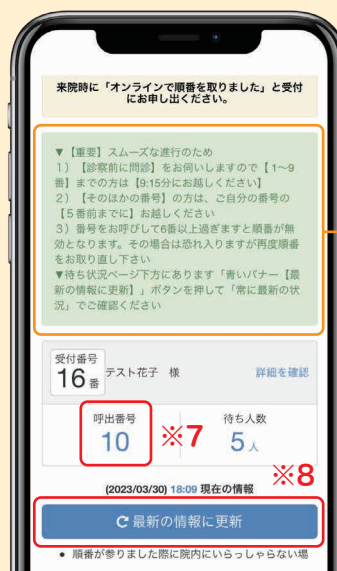 来院時に「オンラインで順番を取りました」と受付
にお申し出ください。
▼【重要】スムーズな進行のため
１）【診察前に問診】をお伺いしますので【 1〜9
番】までの方は【9:15分にお越しください】
２）【そのほかの番号】の方は、ご自分の番号の
【５番前までに】お越しください
３）番号をお呼びして6番以上過ぎますと順番が無
効となります。その場合は恐れ入りますが再度順番
をお取り直し下さい
▼待ち状況ページ下方にあります「青いバナー【最
新の情報に更新】」ボタンを押して「常に最新の状
況」でご確認ください
受付番号
16 番 テスト花子 様 詳細を確認
呼出番号 待ち人数
10 ※7 5 人
※8
(2023/03/30) 18:09 現在の情報
最新の情報に更新
• 順番が参りました際に院内にいらっしゃらない場